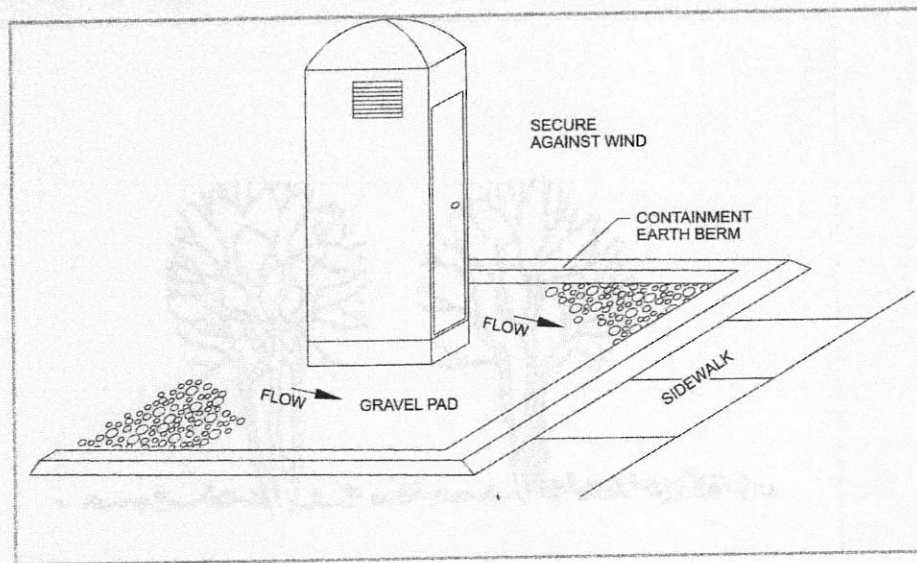 SECURE
AGAINST WIND
CONTAINMENT
EARTH BERM
FLOW
SIDEWALK
FLOW
GRAVEL PAD